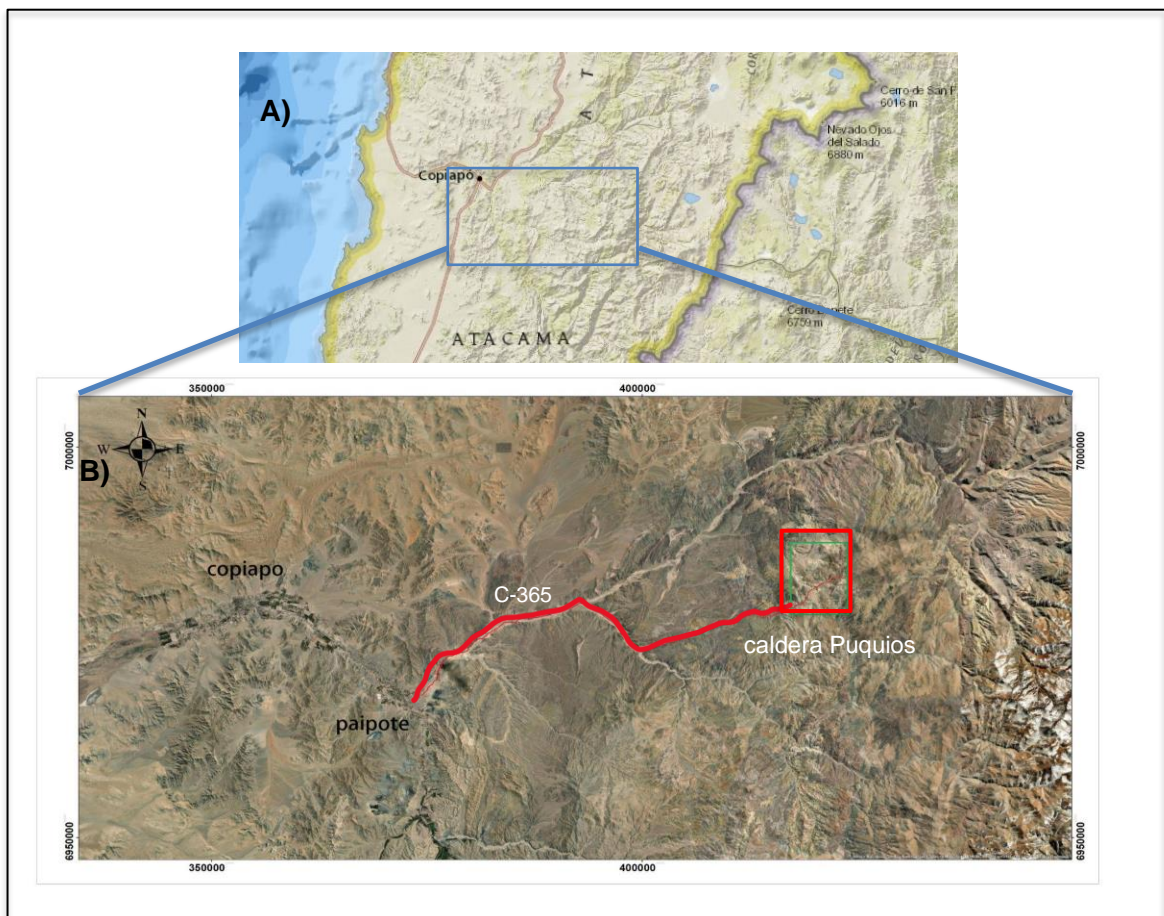 A)
A T
COR
Cerro de San F
6016 m
Nevado Ojos
del Salado
6880 m
Copiapó
6759 m
ATACAMA
350000
400000
N
W E
S
7000000
7000000
B)
copiapo
C-365
caldera Puquios
paipote
6950000
6950000
350000
400000